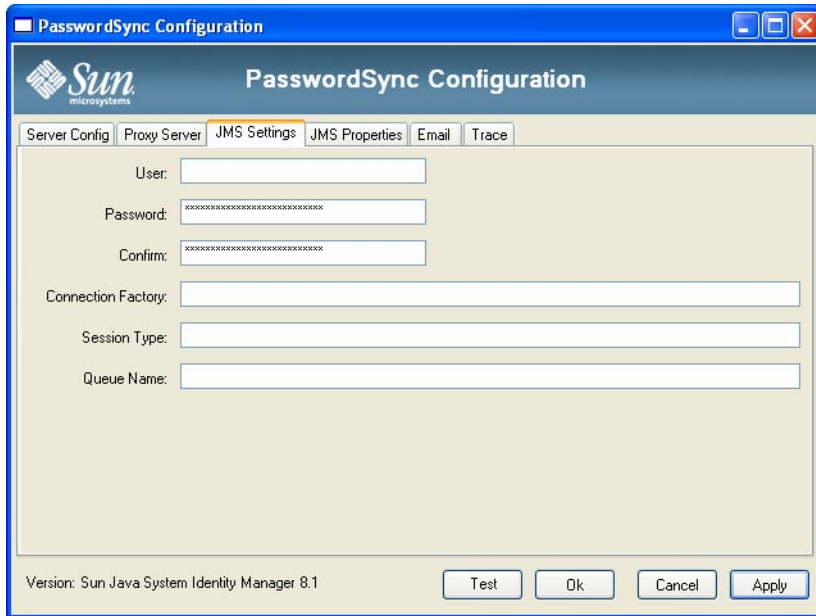 PasswordSync Configuration
Sun
microsystems
PasswordSync Configuration
Server Config Proxy Server JMS Settings JMS Properties Email Trace
User:
Password: ****************************
Confirm: ****************************
Connection Factory:
Session Type:
Queue Name:
Version: Sun Java System Identity Manager 8.1
Test Ok Cancel Apply